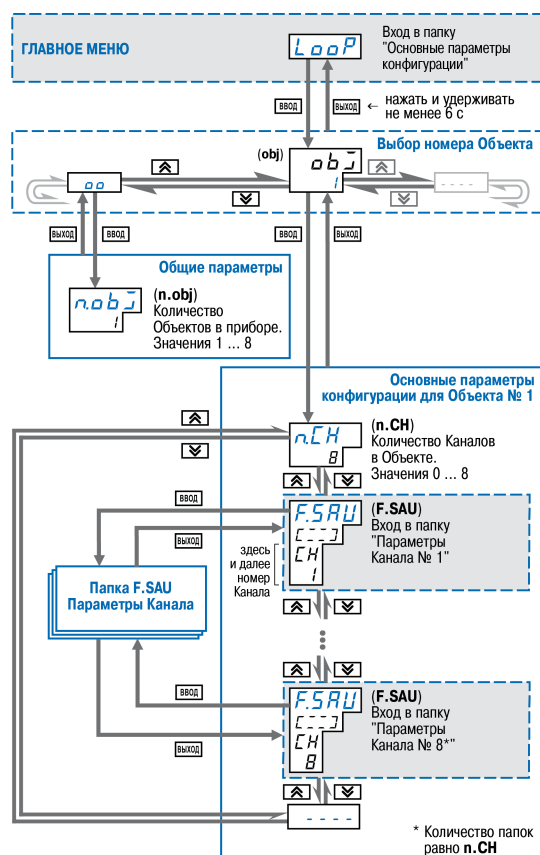 ГЛАВНОЕ МЕНЮ
LooP
Вход в папку
"Основные параметры
конфигурации"
ВВОД
ВЫХОД
← нажать и удерживать
не менее 6 с
Выбор номера Объекта
(obj)
obJ
1
oo
- - - -
ВЫХОД
ВВОД
ВВОД
ВЫХОД
Общие параметры
n.obJ
1
(n.obj)
Количество
Объектов в приборе.
Значения 1 ... 8
Основные параметры
конфигурации для Объекта № 1
n.CH
8
(n.CH)
Количество Каналов
в Объекте.
Значения 0 ... 8
ВВОД
ВЫХОД
F.SAU
[---]
CH
1
(F.SAU)
Вход в папку
"Параметры
Канала № 1"
здесь
и далее
номер
Канала
Папка F.SAU
Параметры Канала
ВВОД
ВЫХОД
F.SAU
[---]
CH
8
(F.SAU)
Вход в папку
"Параметры
Канала № 8*"
- - - -
* Количество папок
равно n.CH